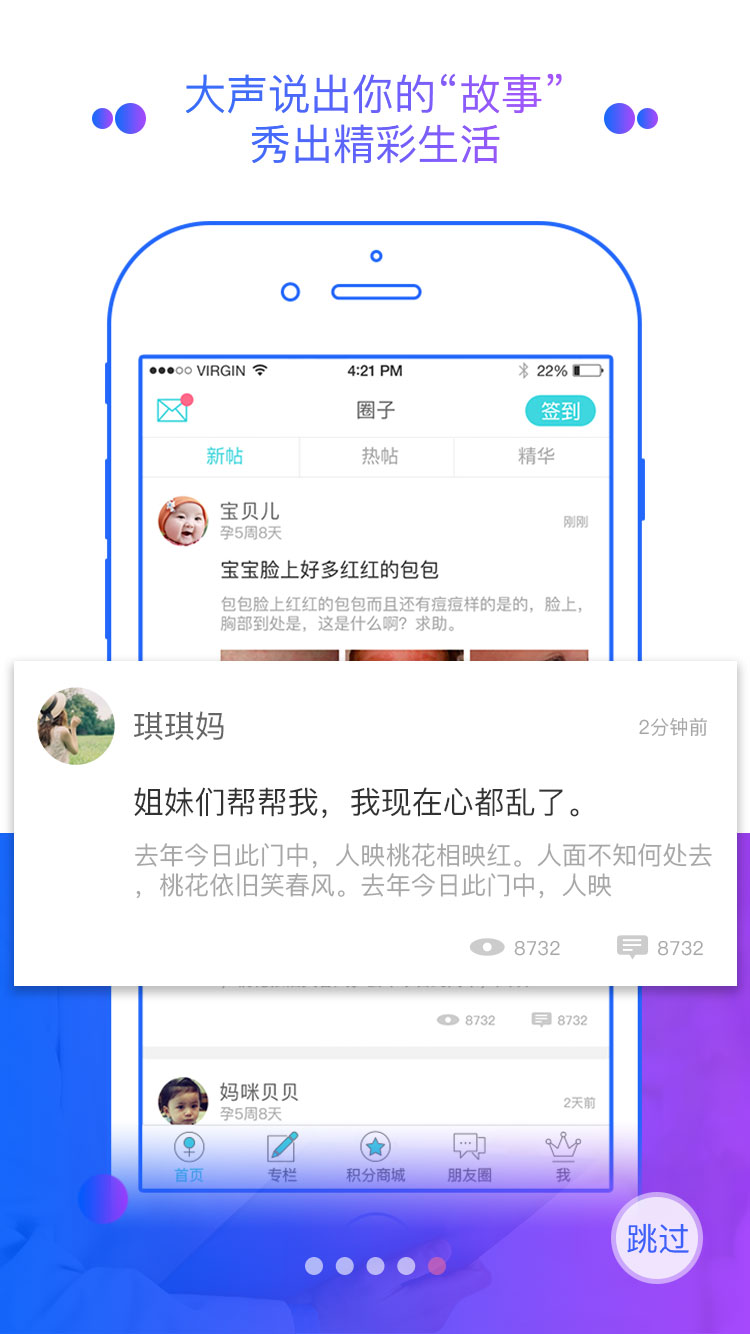 大声说出你的“故事”
秀出精彩生活
VIRGIN
4:21 PM
22%
圈子
签到
新帖
热帖
精华
宝贝儿
刚刚
孕5周8天
宝宝脸上好多红红的包包
包包脸上红红的包包而且还有痘痘样的是的，脸上，
胸部到处是，这是什么啊？求助。
琪琪妈
2分钟前
姐妹们帮帮我，我现在心都乱了。
去年今日此门中，人映桃花相映红。人面不知何处去
，桃花依旧笑春风。去年今日此门中，人映
8732
8732
8732
8732
妈咪贝贝
2天前
孕5周8天
首页
专栏
积分商城
朋友圈
我
跳过